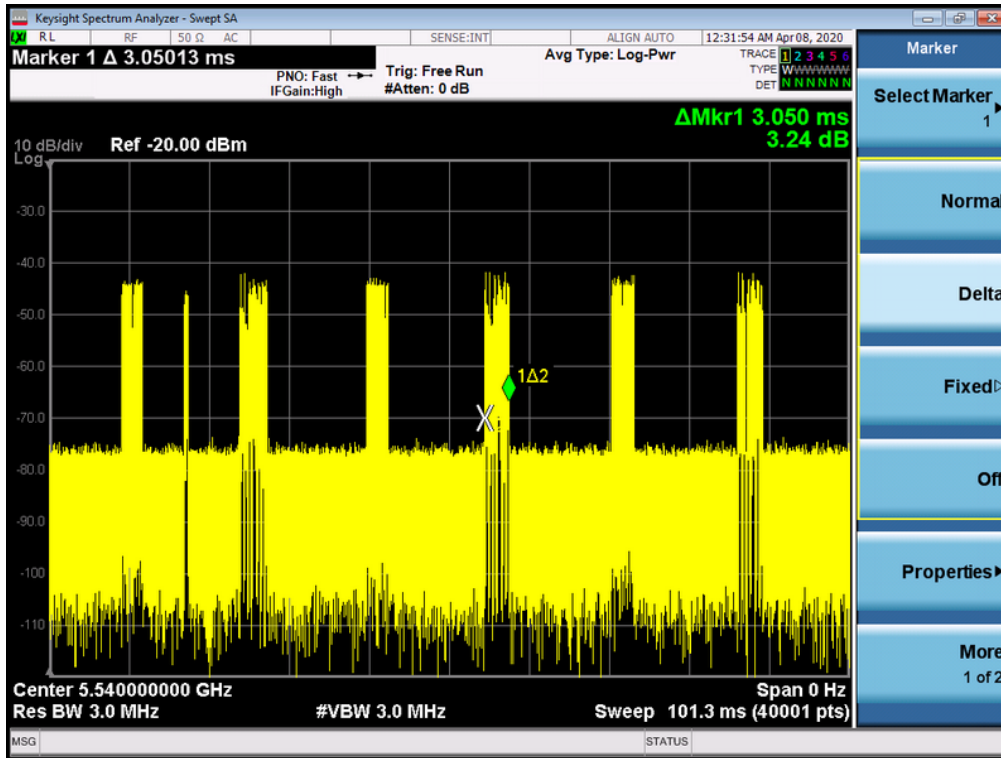 Keysight Spectrum Analyzer - Swept SA
LXI RL RF 50 Ω AC SENSE:INT ALIGN AUTO 12:31:54 AM Apr 08, 2020
Marker 1 Δ 3.05013 ms
PNO: Fast
IFGain:High
Trig: Free Run
#Atten: 0 dB
Avg Type: Log-Pwr
TRACE 1 2 3 4 5 6
TYPE WWWWWW
DET N N N N N N
ΔMkr1 3.050 ms
3.24 dB
10 dB/div
Log
Ref -20.00 dBm
-30.0
-40.0
-50.0
-60.0
-70.0
-80.0
-90.0
-100
-110
1Δ2
Center 5.540000000 GHz
Span 0 Hz
Res BW 3.0 MHz
#VBW 3.0 MHz
Sweep 101.3 ms (40001 pts)
MSG
STATUS
Marker
Select Marker
1
Normal
Delta
Fixed
Off
Properties
More
1 of 2